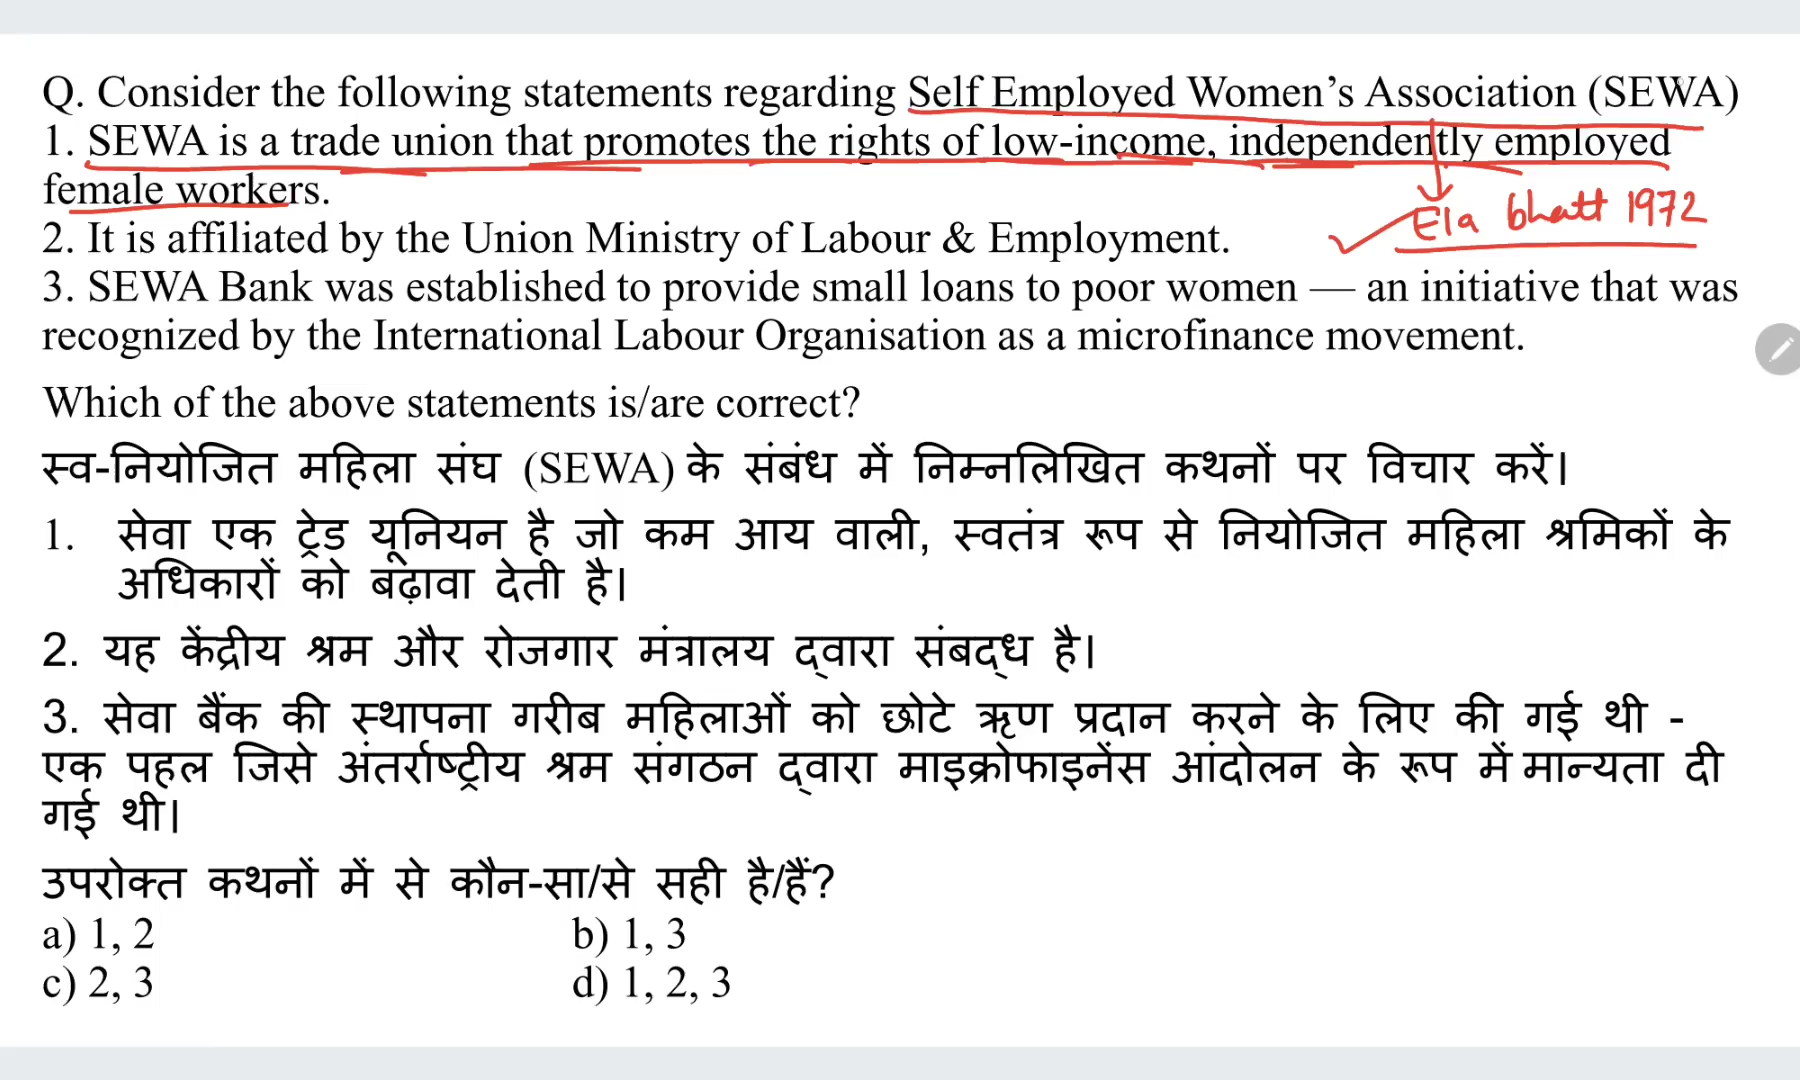 Q. Consider the following statements regarding Self Employed Women’s Association (SEWA)
1. SEWA is a trade union that promotes the rights of low-income, independently employed
female workers.
Ela bhatt 1972
2. It is affiliated by the Union Ministry of Labour & Employment.
3. SEWA Bank was established to provide small loans to poor women — an initiative that was
recognized by the International Labour Organisation as a microfinance movement.
Which of the above statements is/are correct?
स्व-नियोजित महिला संघ (SEWA) के संबंध में निम्नलिखित कथनों पर विचार करें।
1. सेवा एक ट्रेड यूनियन है जो कम आय वाली, स्वतंत्र रूप से नियोजित महिला श्रमिकों के
अधिकारों को बढ़ावा देती है।
2. यह केंद्रीय श्रम और रोजगार मंत्रालय द्वारा संबद्ध है।
3. सेवा बैंक की स्थापना गरीब महिलाओं को छोटे ऋण प्रदान करने के लिए की गई थी -
एक पहल जिसे अंतर्राष्ट्रीय श्रम संगठन द्वारा माइक्रोफाइनेंस आंदोलन के रूप में मान्यता दी
गई थी।
उपरोक्त कथनों में से कौन-सा/से सही है/हैं?
a) 1, 2 b) 1, 3
c) 2, 3 d) 1, 2, 3